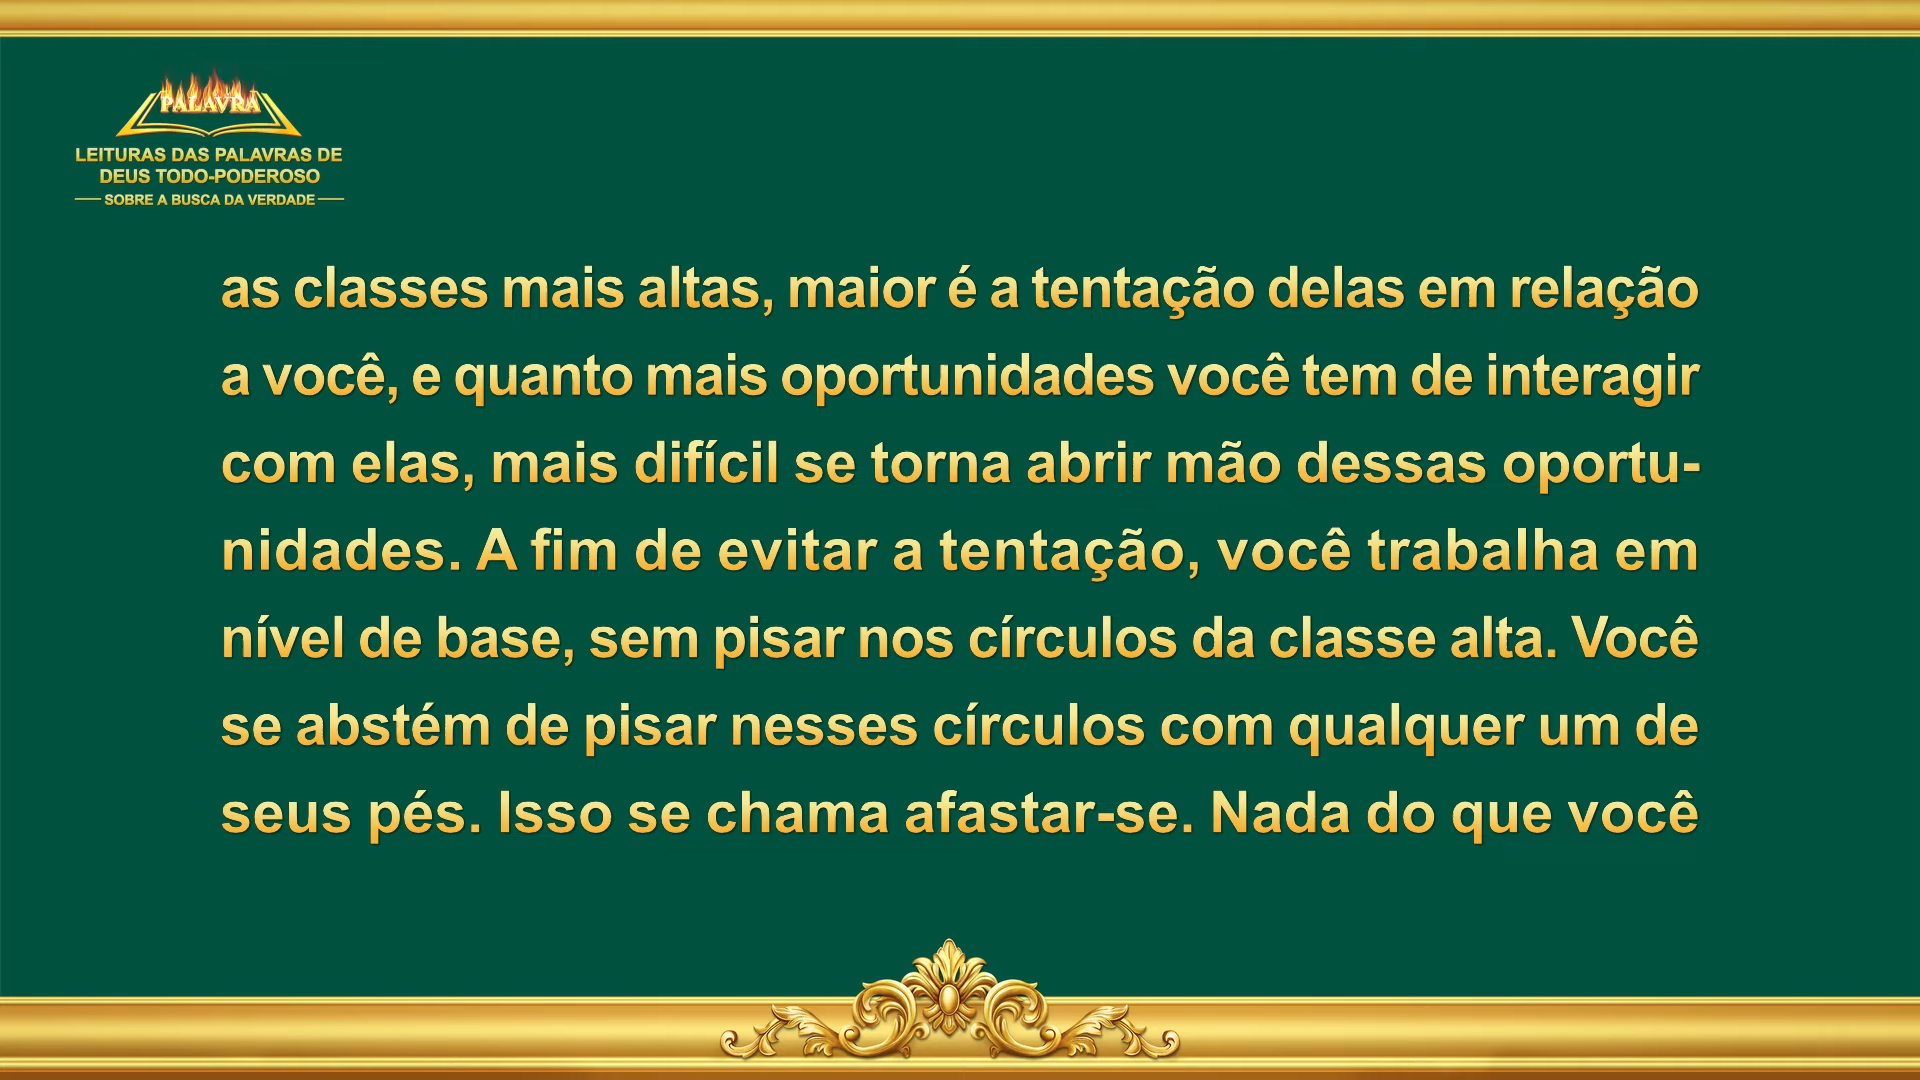 PALAVRA
LEITURAS DAS PALAVRAS DE
DEUS TODO-PODEROSO
SOBRE A BUSCA DA VERDADE
as classes mais altas, maior é a tentação delas em relação
a você, e quanto mais oportunidades você tem de interagir
com elas, mais difícil se torna abrir mão dessas oportu-
nidades. A fim de evitar a tentação, você trabalha em
nível de base, sem pisar nos círculos da classe alta. Você
se abstém de pisar nesses círculos com qualquer um de
seus pés. Isso se chama afastar-se. Nada do que você